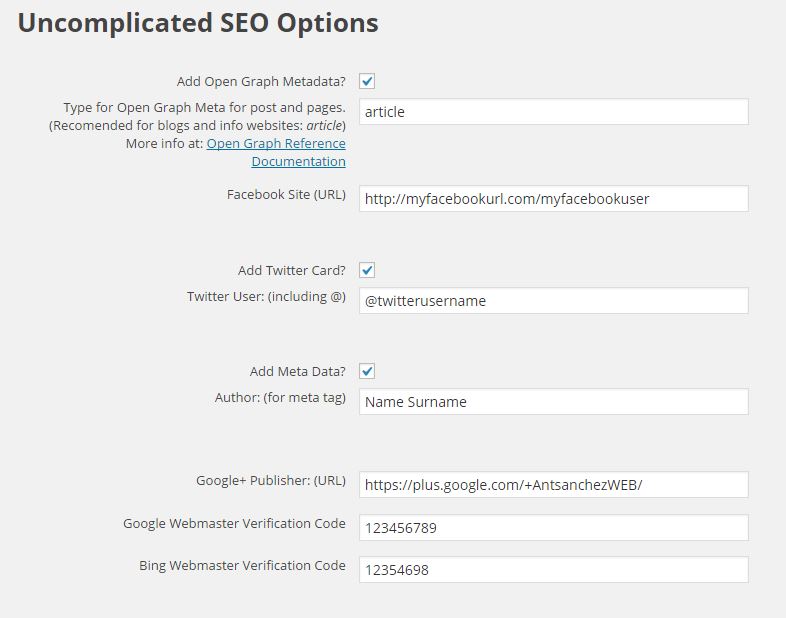 Uncomplicated SEO Options
Add Open Graph Metadata?
Type for Open Graph Meta for post and pages.
(Recomended for blogs and info websites: article)
More info at: Open Graph Reference
Documentation
article
Facebook Site (URL)
http://myfacebookurl.com/myfacebookuser
Add Twitter Card?
Twitter User: (including @)
@twitterusername
Add Meta Data?
Author: (for meta tag)
Name Surname
Google+ Publisher: (URL)
https://plus.google.com/+AntsanchezWEB/
Google Webmaster Verification Code
123456789
Bing Webmaster Verification Code
12354698